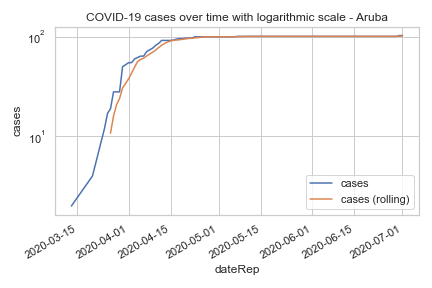 COVID-19 cases over time with logarithmic scale - Aruba
10²
10¹
cases
cases
cases (rolling)
2020-03-15
2020-04-01
2020-04-15
2020-05-01
2020-05-15
2020-06-01
2020-06-15
2020-07-01
dateRep